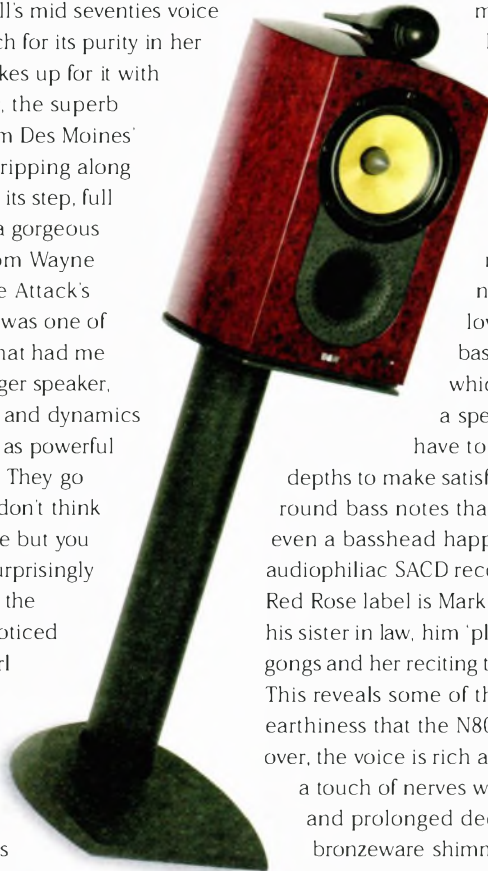 ll's mid seventies voice
ch for its purity in her
kes up for it with
, the superb
m Des Moines'
ripping along
its step, full
a gorgeous
om Wayne
e Attack's
was one of
hat had me
ger speaker,
and dynamics
as powerful
They go
don't think
e but you
urprisingly
the
oticed
rl
s
m
n
lov
bas
whic
a spe
have to
depths to make satisf
round bass notes tha
even a basshead happ
audiophiliac SACD reco
Red Rose label is Mark
his sister in law, him 'pl
gongs and her reciting t
This reveals some of th
earthiness that the N80
over, the voice is rich a
a touch of nerves w
and prolonged dec
bronzeware shimm